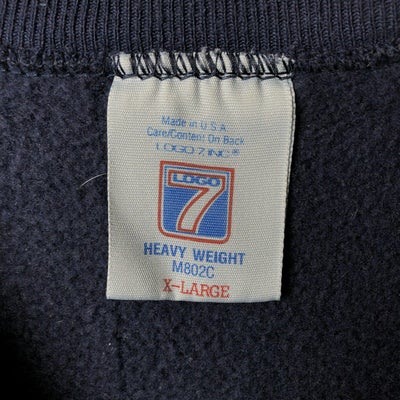 Made in U.S.A
Care/Content On Back
LOGO 7, INC.®
LOGO
7
HEAVY WEIGHT
M802C
X-LARGE